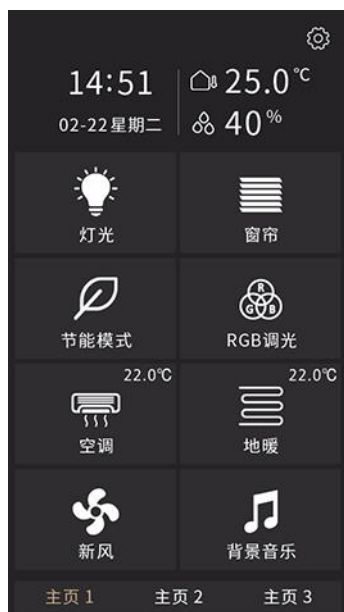 14:51 25.0℃
02-22星期二 40%
灯光 窗帘
R
G B
节能模式 RGB调光
22.0℃ 22.0℃
空调 地暖
新风 背景音乐
主页 1 主页 2 主页 3